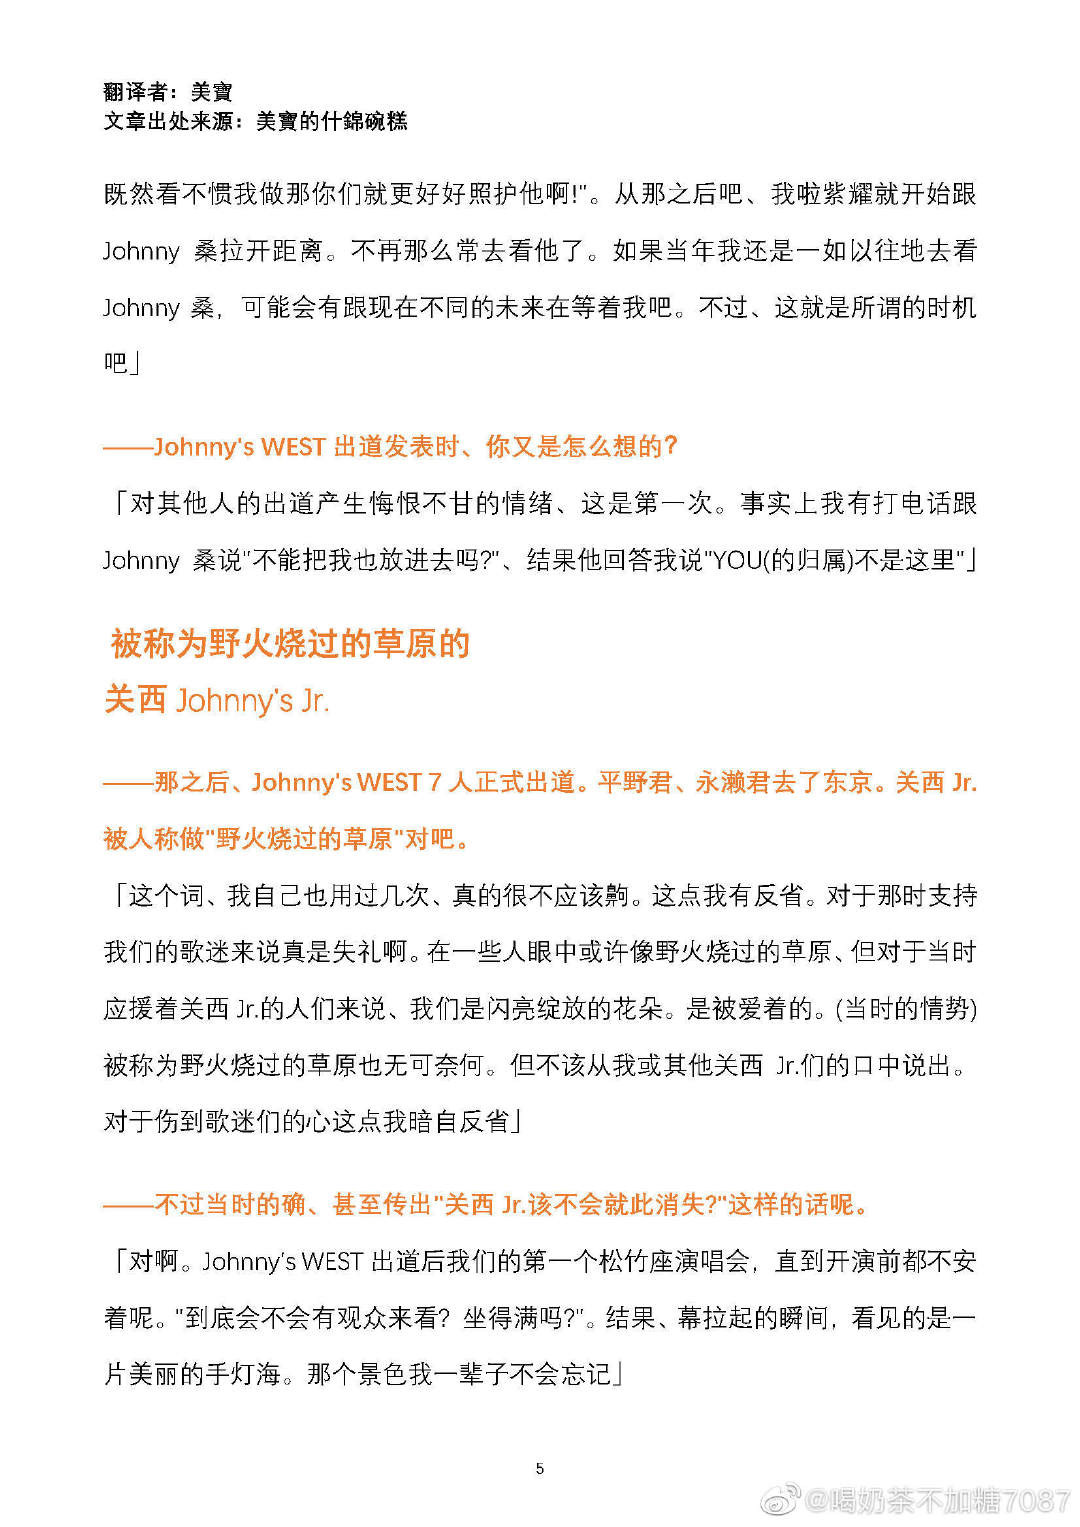 翻译者：美寶
文章出处来源：美寶的什錦碗糕
既然看不惯我做那你们就更好好照护他啊!"。从那之后吧、我啦紫耀就开始跟
Johnny 桑拉开距离。不再那么常去看他了。如果当年我还是一如以往地去看
Johnny 桑，可能会有跟现在不同的未来在等着我吧。不过、这就是所谓的时机
吧」
——Johnny's WEST 出道发表时、你又是怎么想的?
「对其他人的出道产生悔恨不甘的情绪、这是第一次。事实上我有打电话跟
Johnny 桑说"不能把我也放进去吗?"、结果他回答我说"YOU(的归属)不是这里"」
被称为野火烧过的草原的
关西 Johnny's Jr.
——那之后、Johnny's WEST 7 人正式出道。平野君、永濑君去了东京。关西 Jr.
被人称做"野火烧过的草原"对吧。
「这个词、我自己也用过几次、真的很不应该齁。这点我有反省。对于那时支持
我们的歌迷来说真是失礼啊。在一些人眼中或许像野火烧过的草原、但对于当时
应援着关西 Jr.的人们来说、我们是闪亮绽放的花朵。是被爱着的。(当时的情势)
被称为野火烧过的草原也无可奈何。但不该从我或其他关西 Jr.们的口中说出。
对于伤到歌迷们的心这点我暗自反省」
——不过当时的确、甚至传出"关西 Jr.该不会就此消失?"这样的话呢。
「对啊。Johnny's WEST 出道后我们的第一个松竹座演唱会，直到开演前都不安
着呢。"到底会不会有观众来看？坐得满吗?"。结果、幕拉起的瞬间，看见的是一
片美丽的手灯海。那个景色我一辈子不会忘记」
5
@喝奶茶不加糖7087